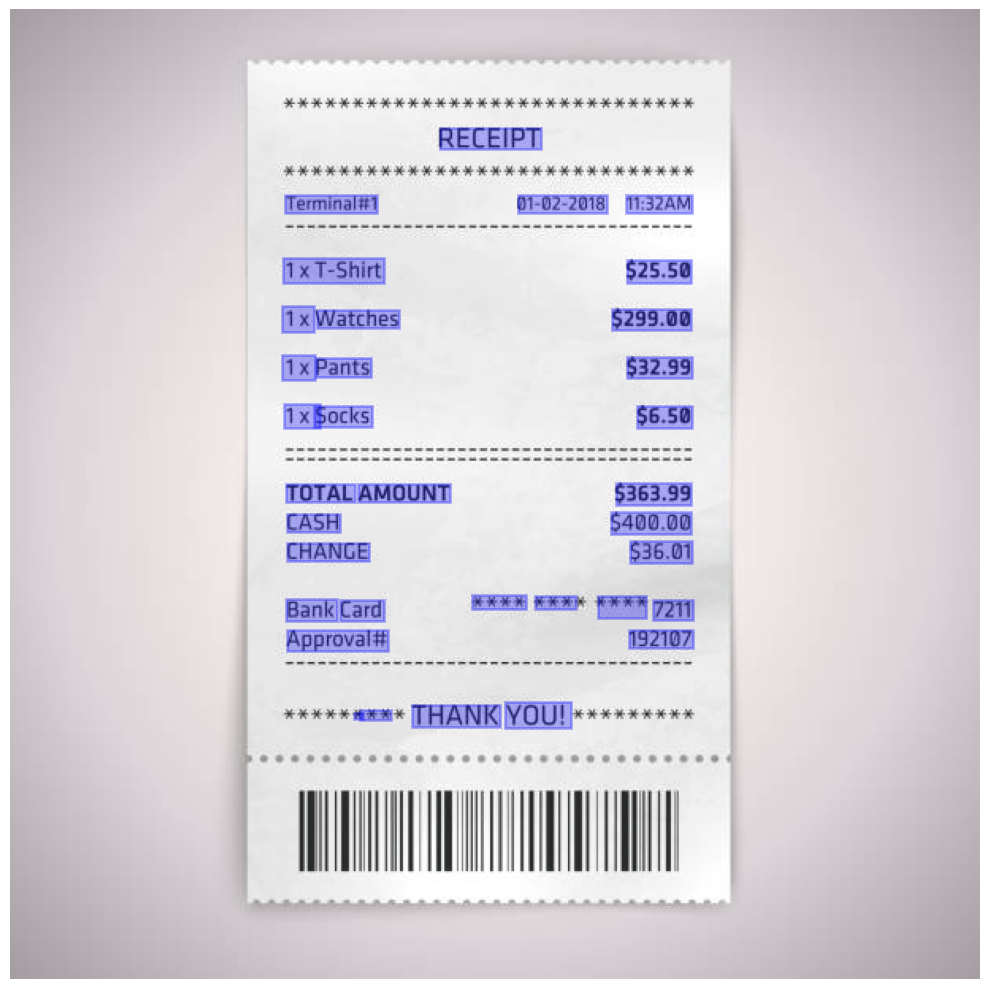 ******************************
RECEIPT
******************************
Terminal#1 01-02-2018 11:32AM
1 x T-Shirt $25.50
1 x Watches $299.00
1 x Pants $32.99
1 x Socks $6.50
TOTAL AMOUNT $363.99
CASH $400.00
CHANGE $36.01
Bank Card **** **** **** 7211
Approval# 192107
********* THANK YOU! *********